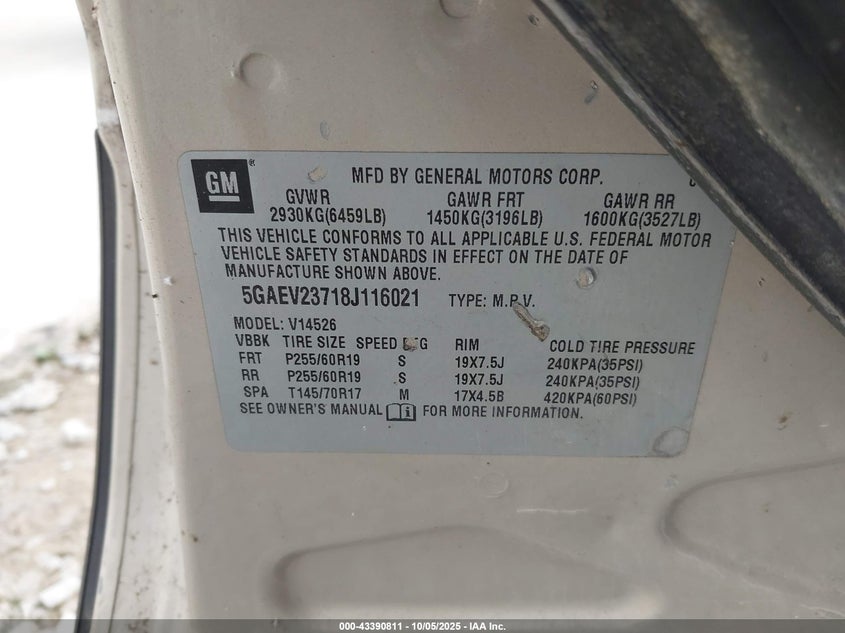 GM ® MFD BY GENERAL MOTORS CORP.
GVWR GAWR FRT GAWR RR
2930KG(6459LB) 1450KG(3196LB) 1600KG(3527LB)
THIS VEHICLE CONFORMS TO ALL APPLICABLE U.S. FEDERAL MOTOR
VEHICLE SAFETY STANDARDS IN EFFECT ON THE DATE OF
MANUFACTURE SHOWN ABOVE.
5GAEV23718J116021 TYPE: M.P.V.
MODEL: V14526
VBBK TIRE SIZE SPEED RTG RIM COLD TIRE PRESSURE
FRT P255/60R19 S 19X7.5J 240KPA(35PSI)
RR P255/60R19 S 19X7.5J 240KPA(35PSI)
SPA T145/70R17 M 17X4.5B 420KPA(60PSI)
SEE OWNER'S MANUAL FOR MORE INFORMATION.
000-43390811 - 10/05/2025 - IAA Inc.